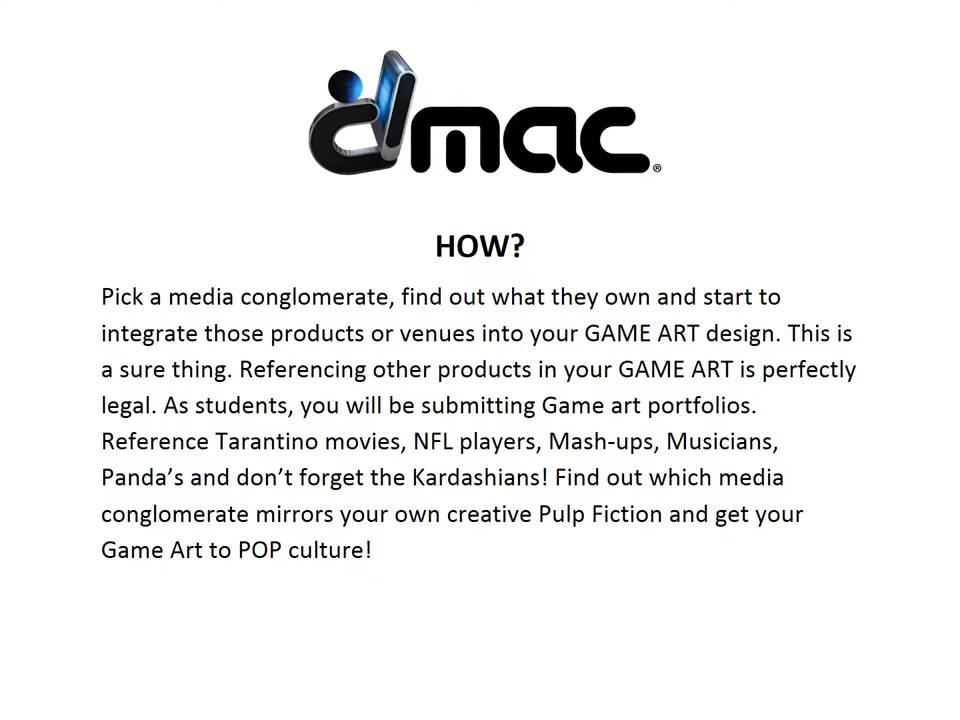 dmac®
HOW?
Pick a media conglomerate, find out what they own and start to
integrate those products or venues into your GAME ART design. This is
a sure thing. Referencing other products in your GAME ART is perfectly
legal. As students, you will be submitting Game art portfolios.
Reference Tarantino movies, NFL players, Mash-ups, Musicians,
Panda’s and don’t forget the Kardashians! Find out which media
conglomerate mirrors your own creative Pulp Fiction and get your
Game Art to POP culture!